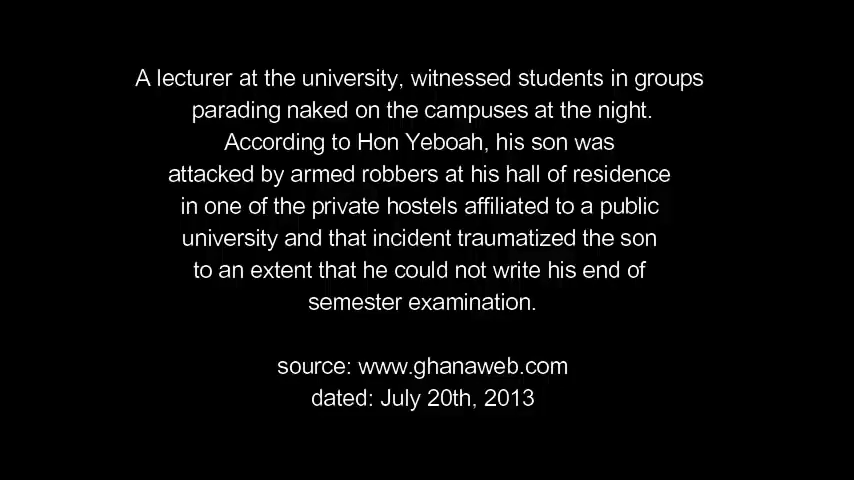 A lecturer at the university, witnessed students in groups
parading naked on the campuses at the night.
According to Hon Yeboah, his son was
attacked by armed robbers at his hall of residence
in one of the private hostels affiliated to a public
university and that incident traumatized the son
to an extent that he could not write his end of
semester examination.
source: www.ghanaweb.com
dated: July 20th, 2013